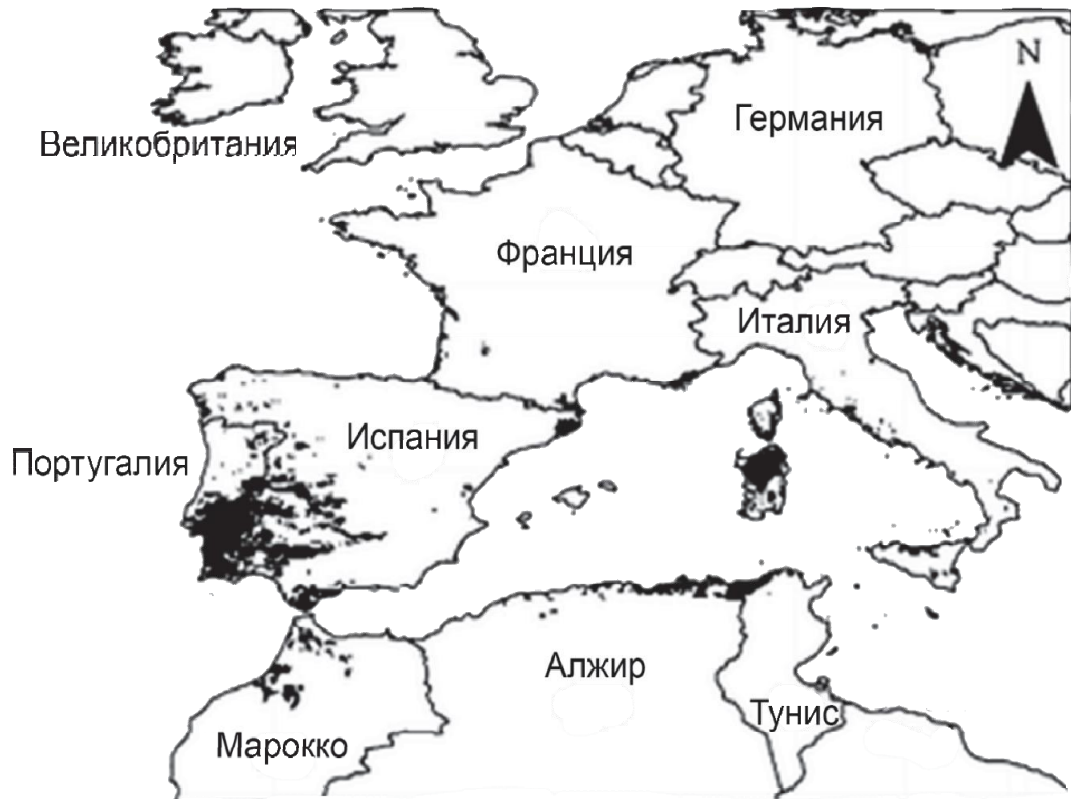 N
Германия
Великобритания
Франция
Италия
Испания
Португалия
Алжир
Тунис
Марокко